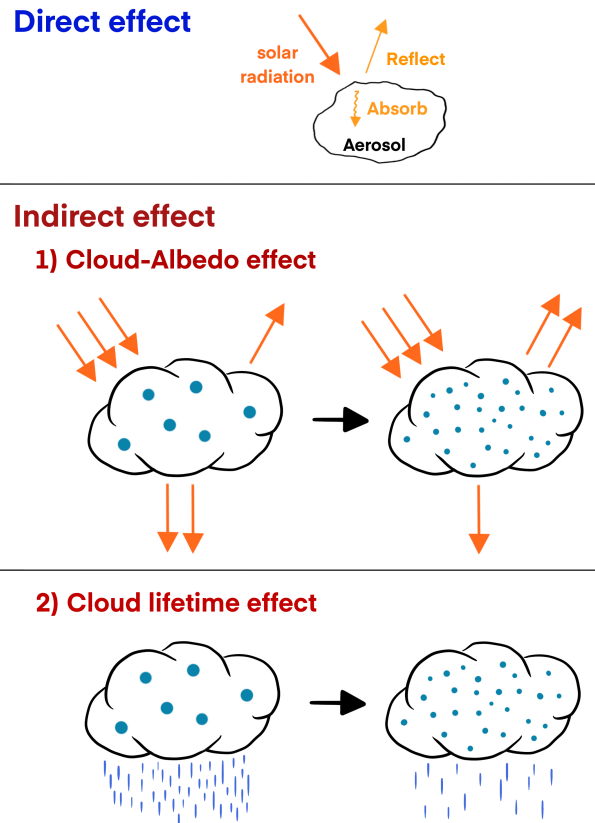 Direct effect
solar
radiation
Reflect
Absorb
Aerosol
Indirect effect
1) Cloud-Albedo effect
2) Cloud lifetime effect